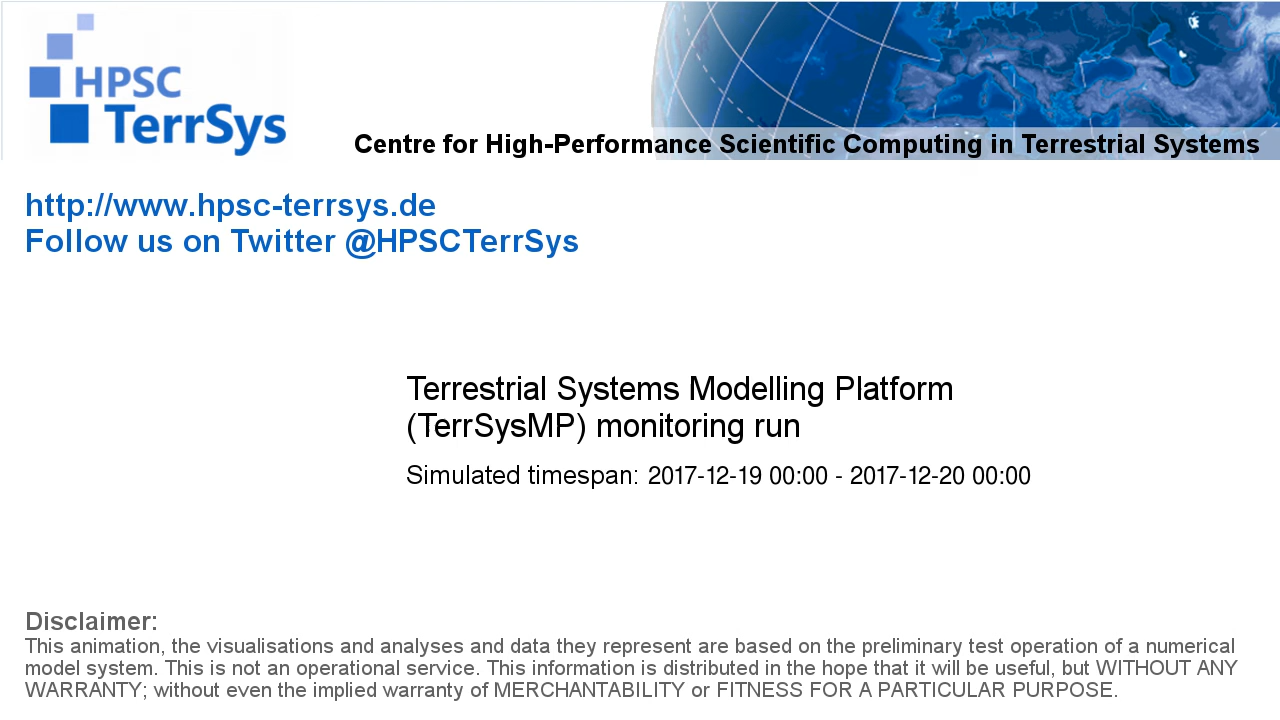 HPSC
TerrSys
Centre for High-Performance Scientific Computing in Terrestrial Systems
http://www.hpsc-terrsys.de
Follow us on Twitter @HPSCTerrSys
Terrestrial Systems Modelling Platform
(TerrSysMP) monitoring run
Simulated timespan: 2017-12-19 00:00 - 2017-12-20 00:00
Disclaimer:
This animation, the visualisations and analyses and data they represent are based on the preliminary test operation of a numerical
model system. This is not an operational service. This information is distributed in the hope that it will be useful, but WITHOUT ANY
WARRANTY; without even the implied warranty of MERCHANTABILITY or FITNESS FOR A PARTICULAR PURPOSE.